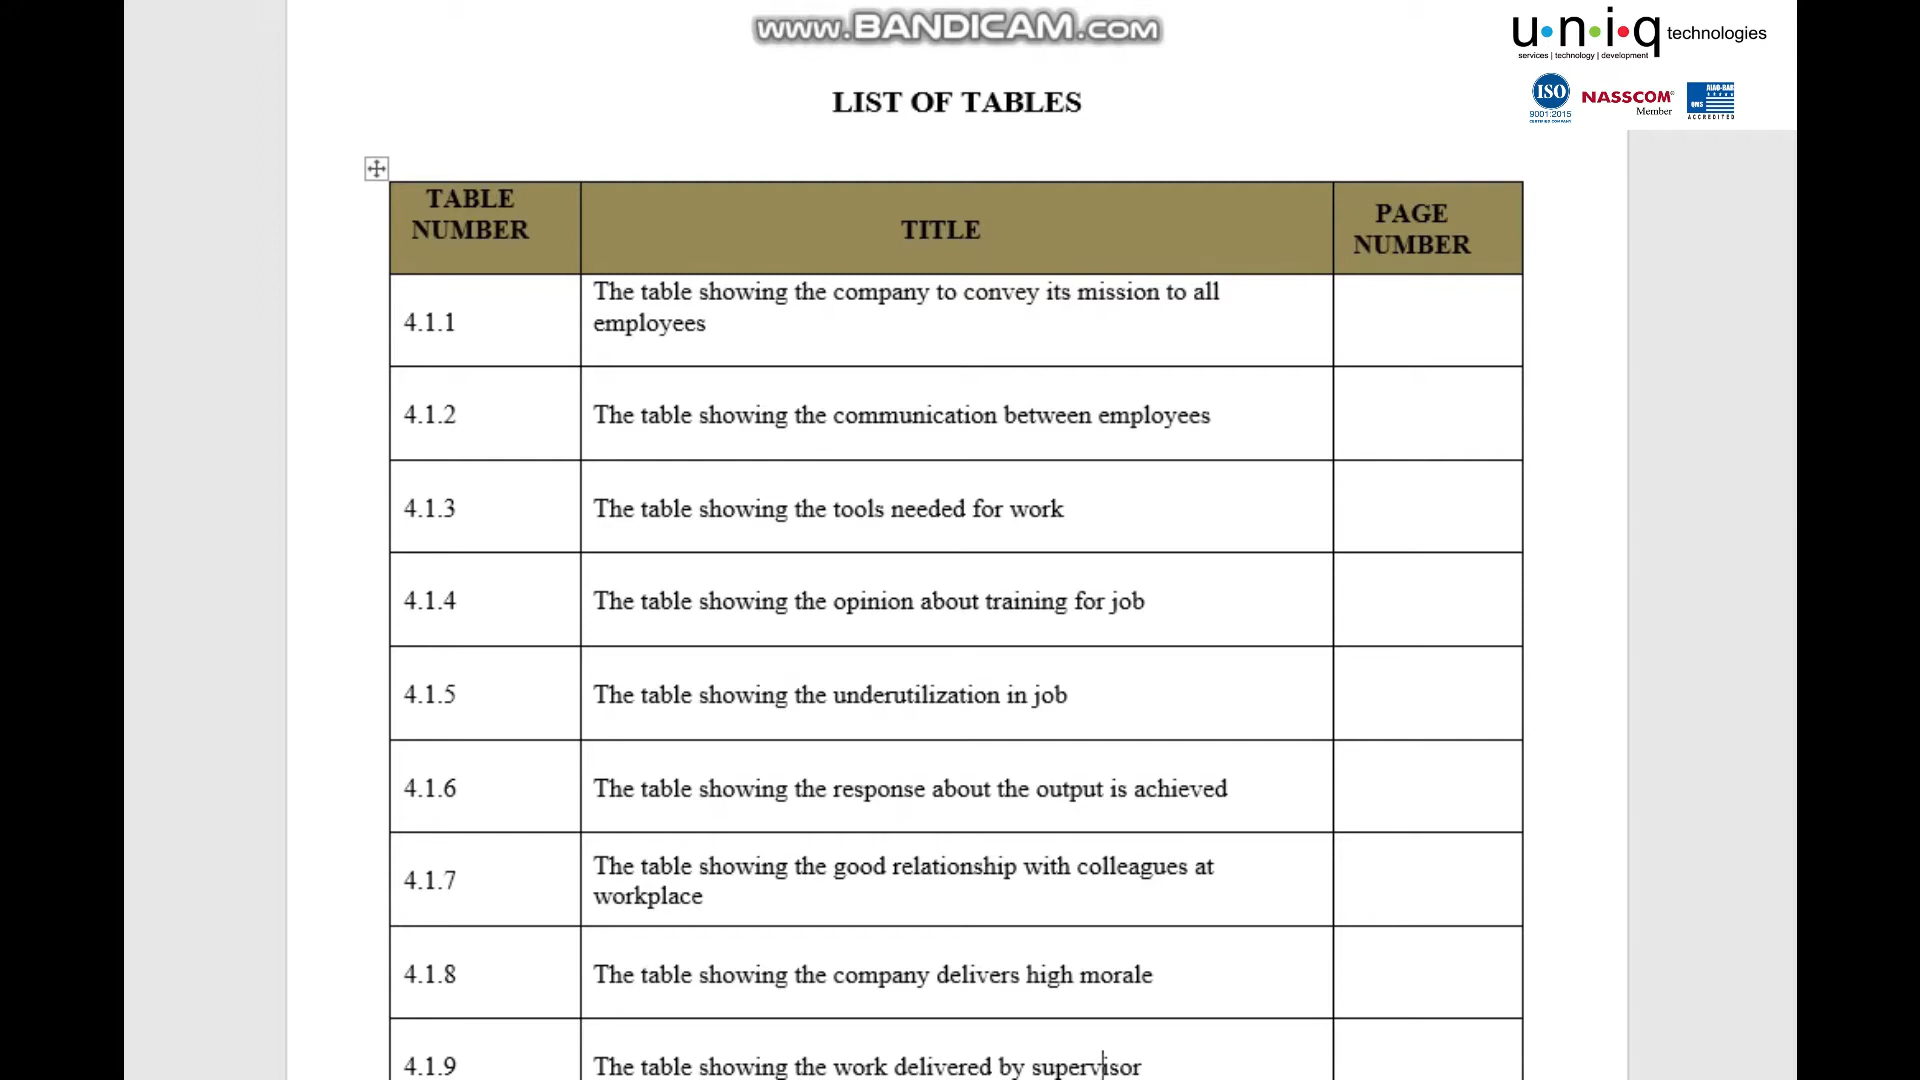 www.BANDICAM.com
u•n•i•q technologies
services | technology | development
ISO
9001:2015
CERTIFIED COMPANY
NASSCOM®
Member
AIAO-BAR
QMS
ACCREDITED
LIST OF TABLES
TABLE NUMBER
TITLE
PAGE NUMBER
4.1.1
The table showing the company to convey its mission to all
employees
4.1.2
The table showing the communication between employees
4.1.3
The table showing the tools needed for work
4.1.4
The table showing the opinion about training for job
4.1.5
The table showing the underutilization in job
4.1.6
The table showing the response about the output is achieved
4.1.7
The table showing the good relationship with colleagues at
workplace
4.1.8
The table showing the company delivers high morale
4.1.9
The table showing the work delivered by supervisor